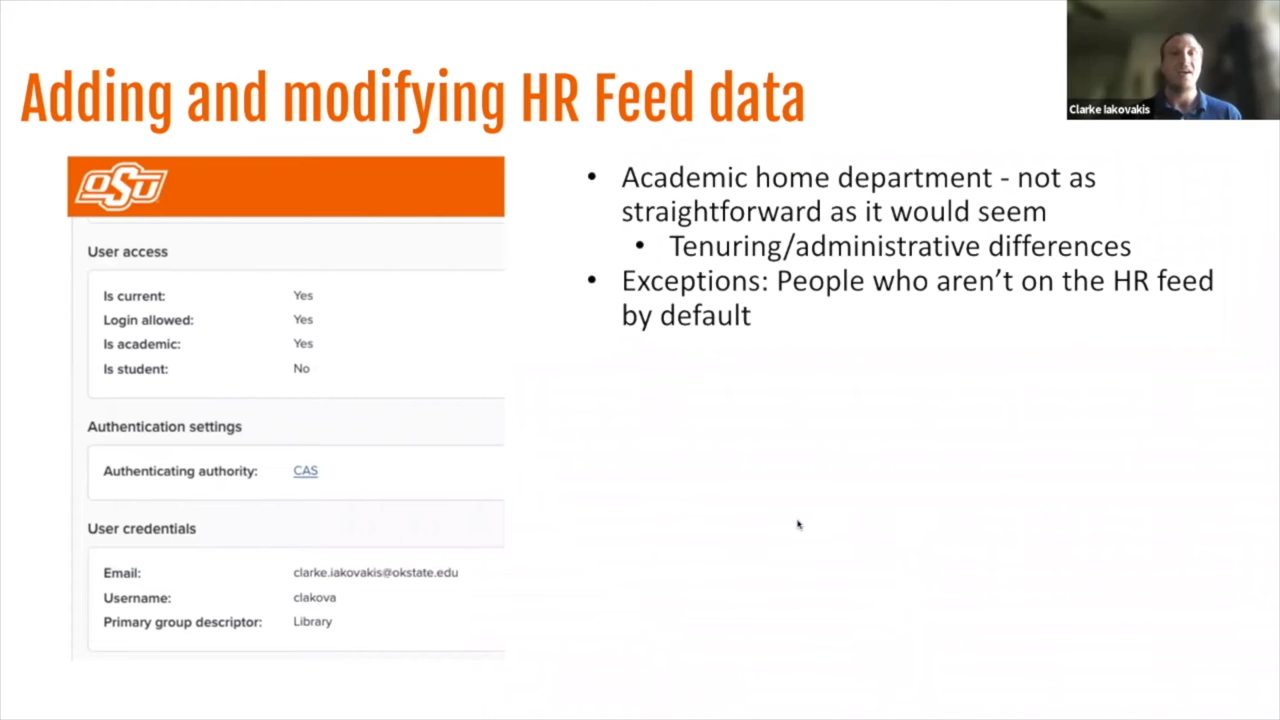 Adding and modifying HR Feed data
Clarke Iakovakis
OSU
User access
Is current: Yes
Login allowed: Yes
Is academic: Yes
Is student: No
Authentication settings
Authenticating authority: CAS
User credentials
Email: clarke.iakovakis@okstate.edu
Username: clakova
Primary group descriptor: Library
• Academic home department - not as
straightforward as it would seem
• Tenuring/administrative differences
• Exceptions: People who aren’t on the HR feed
by default